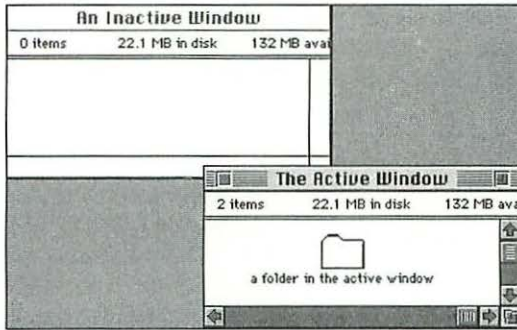 An Inactive Window
0 items 22.1 MB in disk 132 MB avai
The Active Window
2 items 22.1 MB in disk 132 MB ava
a folder in the active window